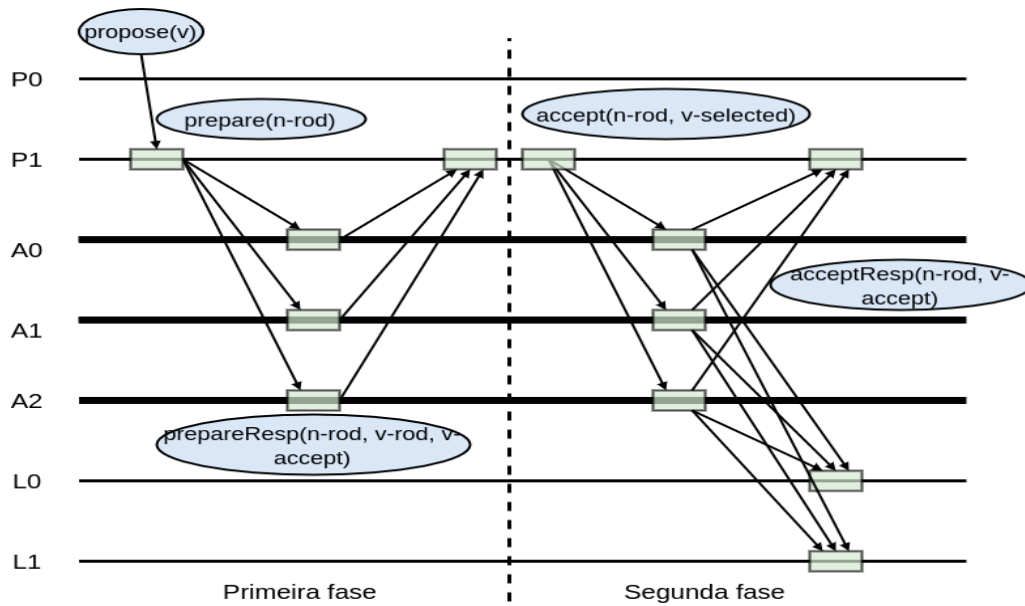 propose(v)
P0
prepare(n-rod)
accept(n-rod, v-selected)
P1
A0
acceptResp(n-rod, v-
accept)
A1
A2
prepareResp(n-rod, v-rod, v-
accept)
L0
L1
Primeira fase
Segunda fase